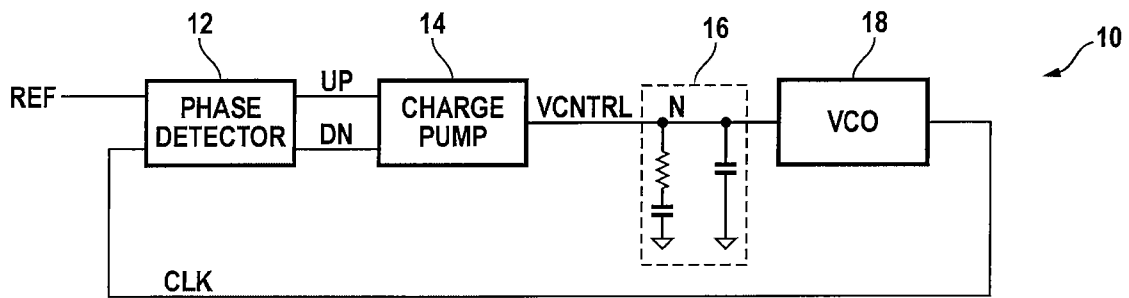 12
14
16
18
10
REF
PHASE
DETECTOR
UP
DN
CHARGE
PUMP
VCNTRL
N
VCO
CLK